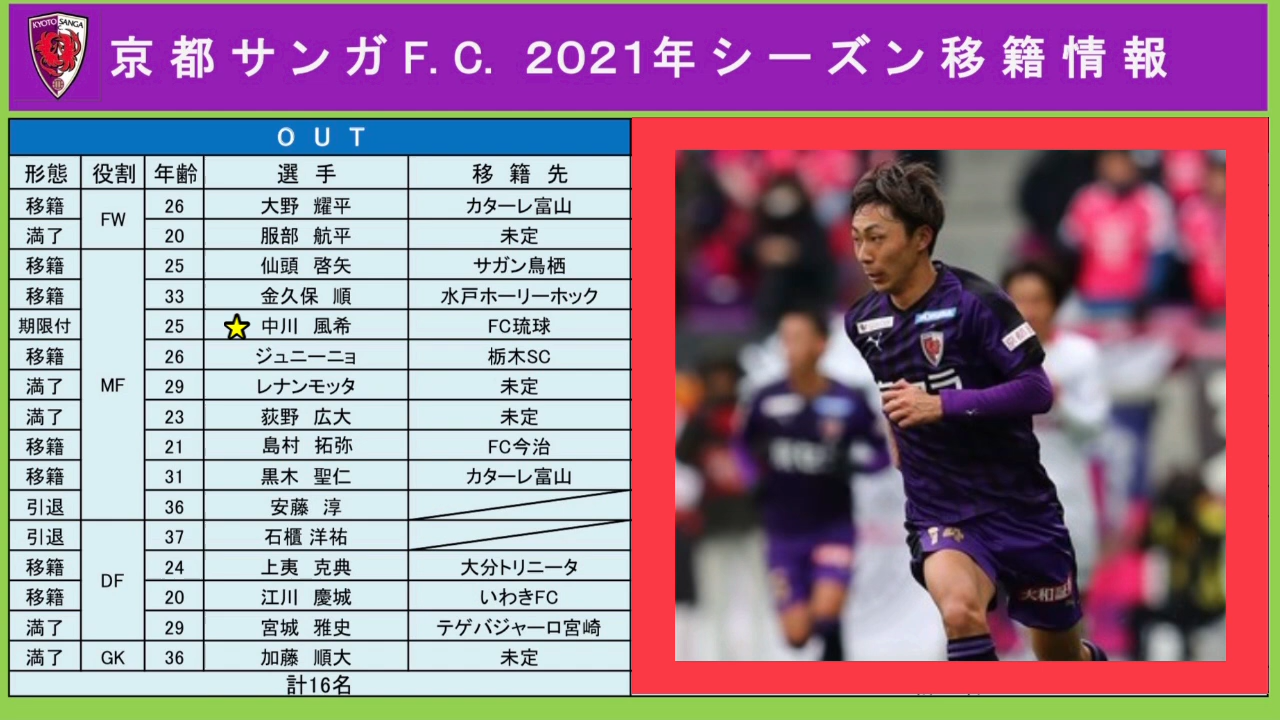 KYOTO SANGA
京都サンガF.C. 2021年シーズン移籍情報
OUT
形態 役割 年齢 選手 移籍先
移籍 FW 26 大野 耀平 カターレ富山
満了 20 服部 航平 未定
移籍 MF 25 仙頭 啓矢 サガン鳥栖
移籍 33 金久保 順 水戸ホーリーホック
期限付 25 中川 風希 FC琉球
移籍 26 ジュニーニョ 栃木SC
満了 29 レナンモッタ 未定
満了 23 荻野 広大 未定
移籍 21 島村 拓弥 FC今治
移籍 31 黒木 聖仁 カターレ富山
引退 36 安藤 淳
引退 DF 37 石櫃 洋祐
移籍 24 上夷 克典 大分トリニータ
移籍 20 江川 慶城 いわきFC
満了 29 宮城 雅史 テゲバジャーロ宮崎
満了 GK 36 加藤 順大 未定
計16名
14
大和証券